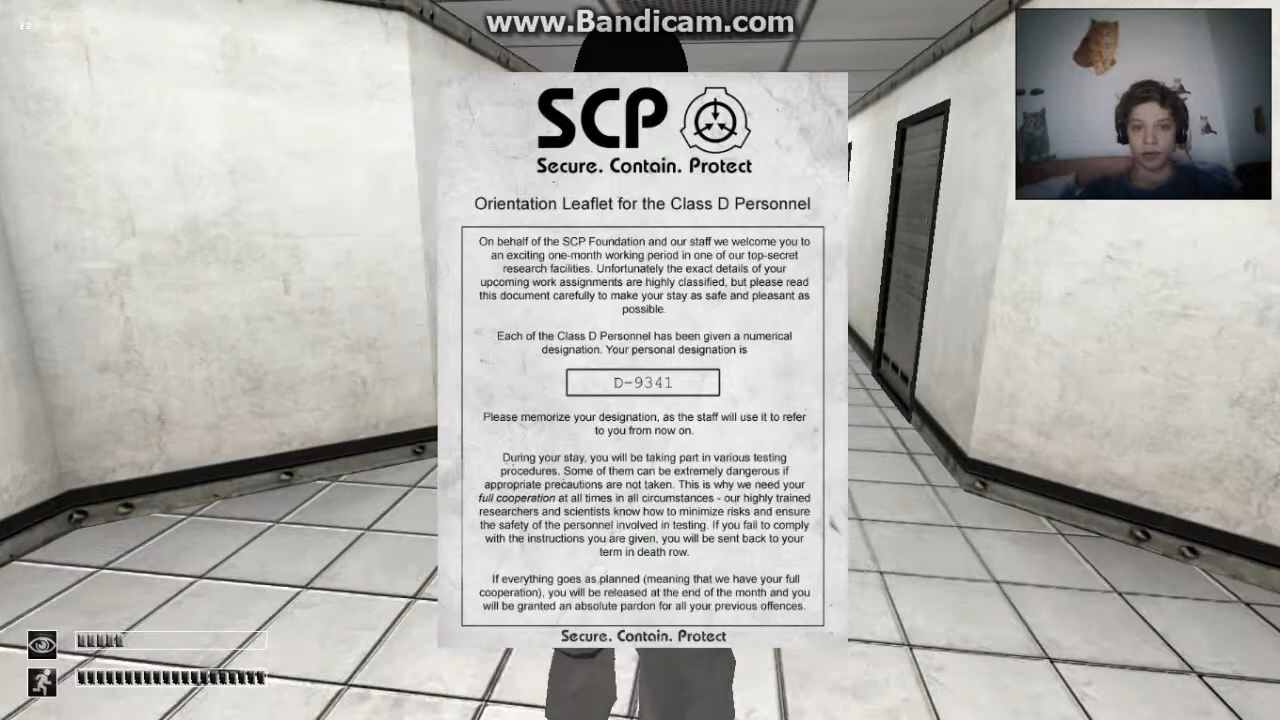 www.Bandicam.com
SCP
Secure. Contain. Protect
Orientation Leaflet for the Class D Personnel
On behalf of the SCP Foundation and our staff we welcome you to
an exciting one-month working period in one of our top-secret
research facilities. Unfortunately the exact details of your
upcoming work assignments are highly classified, but please read
this document carefully to make your stay as safe and pleasant as
possible.
Each of the Class D Personnel has been given a numerical
designation. Your personal designation is
D-9341
Please memorize your designation, as the staff will use it to refer
to you from now on.
During your stay, you will be taking part in various testing
procedures. Some of them can be extremely dangerous if
appropriate precautions are not taken. This is why we need your
full cooperation at all times in all circumstances - our highly trained
researchers and scientists know how to minimize risks and ensure
the safety of the personnel involved in testing. If you fail to comply
with the instructions you are given, you will be sent back to your
term in death row.
If everything goes as planned (meaning that we have your full
cooperation), you will be released at the end of the month and you
will be granted an absolute pardon for all your previous offences.
Secure. Contain. Protect